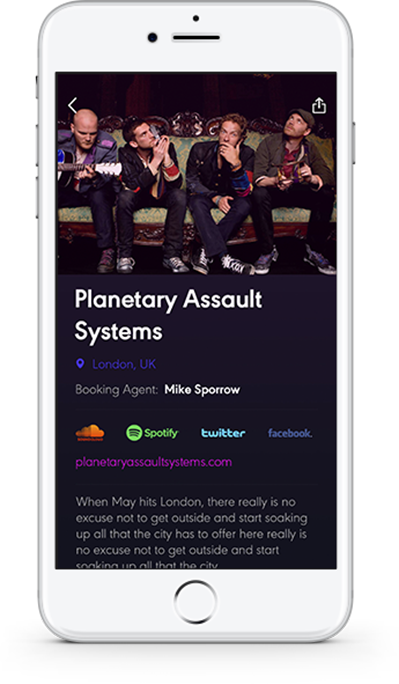 Planetary Assault
Systems
London, UK
Booking Agent: Mike Sporrow
SOUNDCLOUD Spotify twitter facebook.
planetaryassaultsystems.com
When May hits London, there really is no
excuse not to get outside and start soaking
up all that the city has to offer here really is
no excuse not to get outside and start
soaking up all that the city